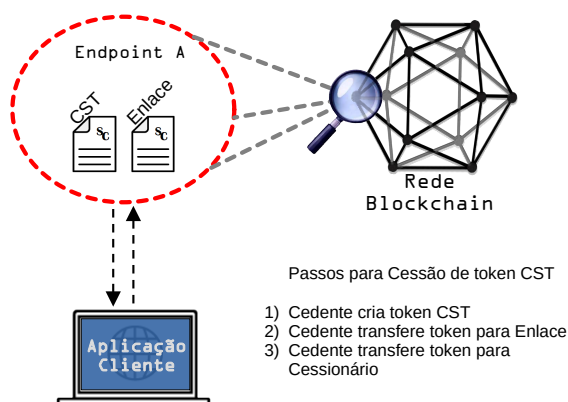 Endpoint A
CST
Enlace
SC
SC
Rede
Blockchain
Aplicação
Cliente
Passos para Cessão de token CST
1) Cedente cria token CST
2) Cedente transfere token para Enlace
3) Cedente transfere token para
Cessionário